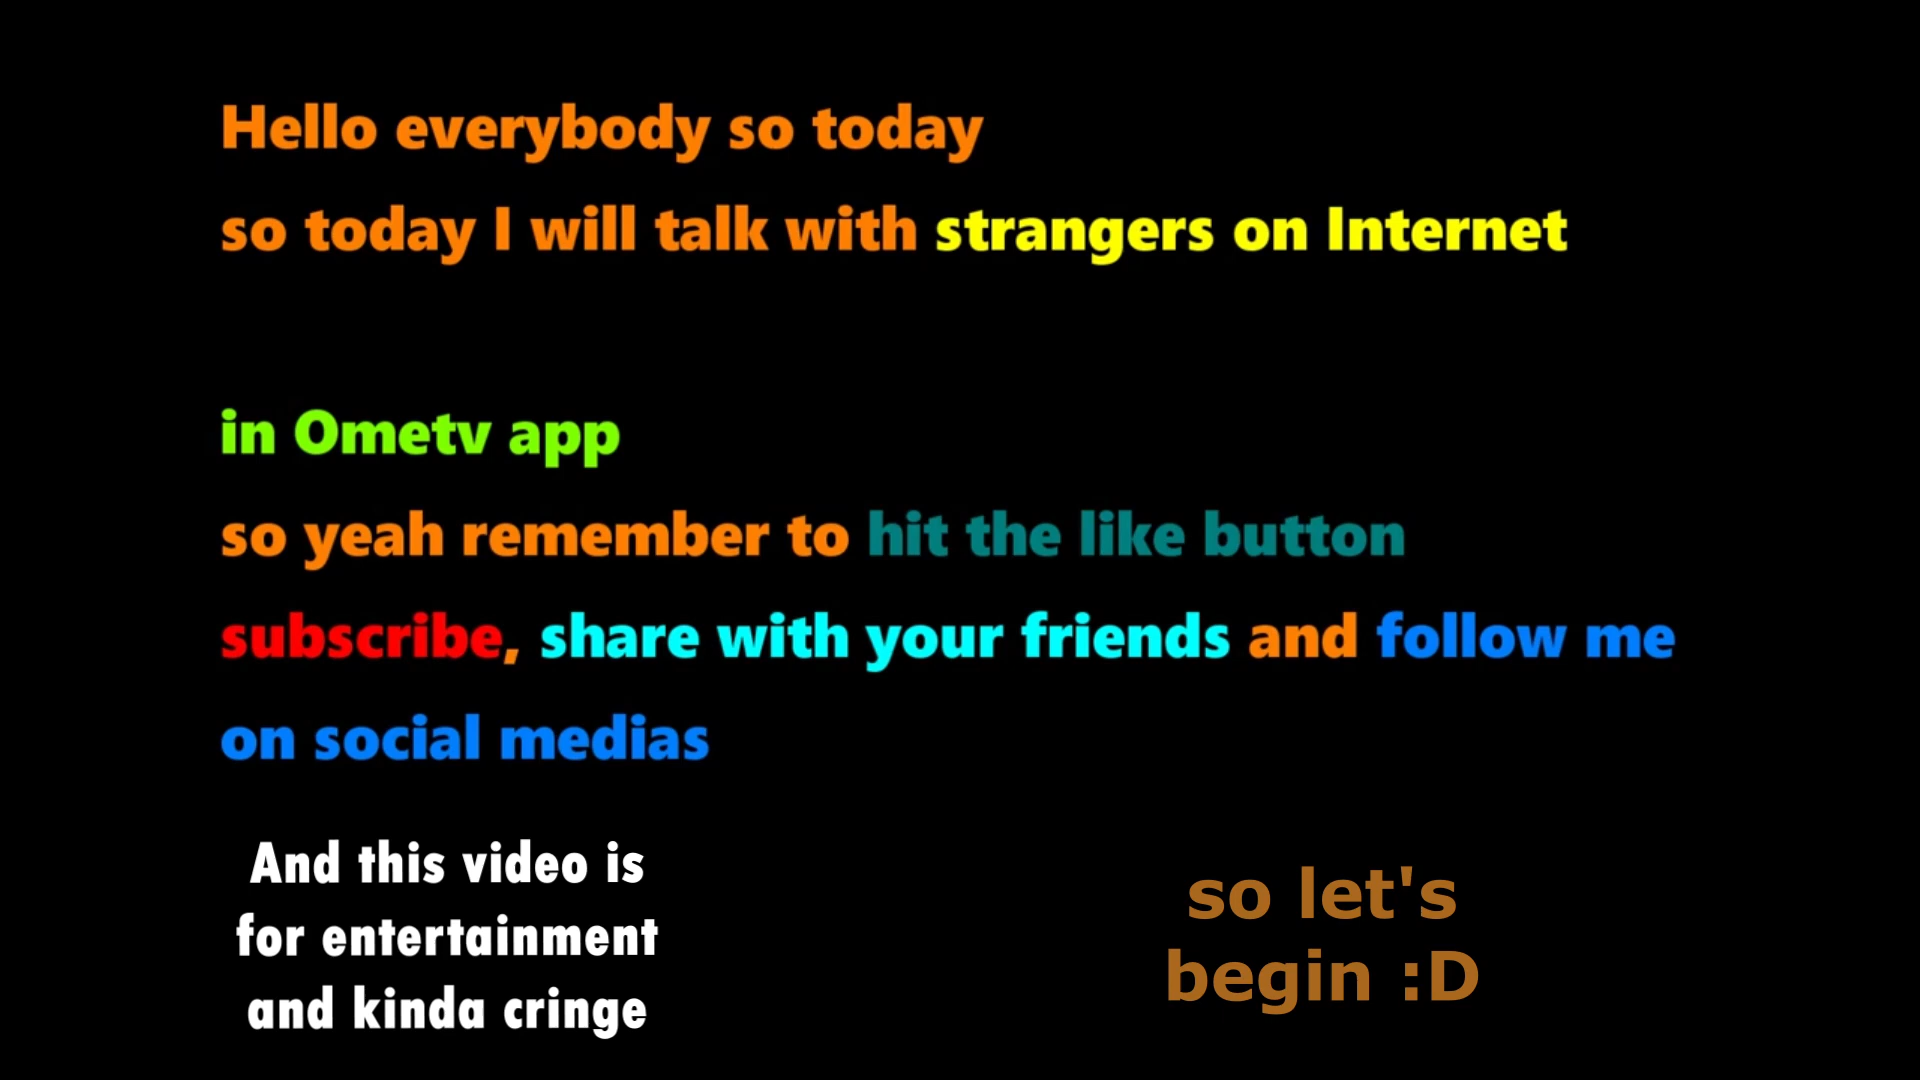 Hello everybody so today
so today I will talk with strangers on Internet
in Ometv app
so yeah remember to hit the like button
subscribe, share with your friends and follow me
on social medias
And this video is
for entertainment
and kinda cringe
so let's
begin :D